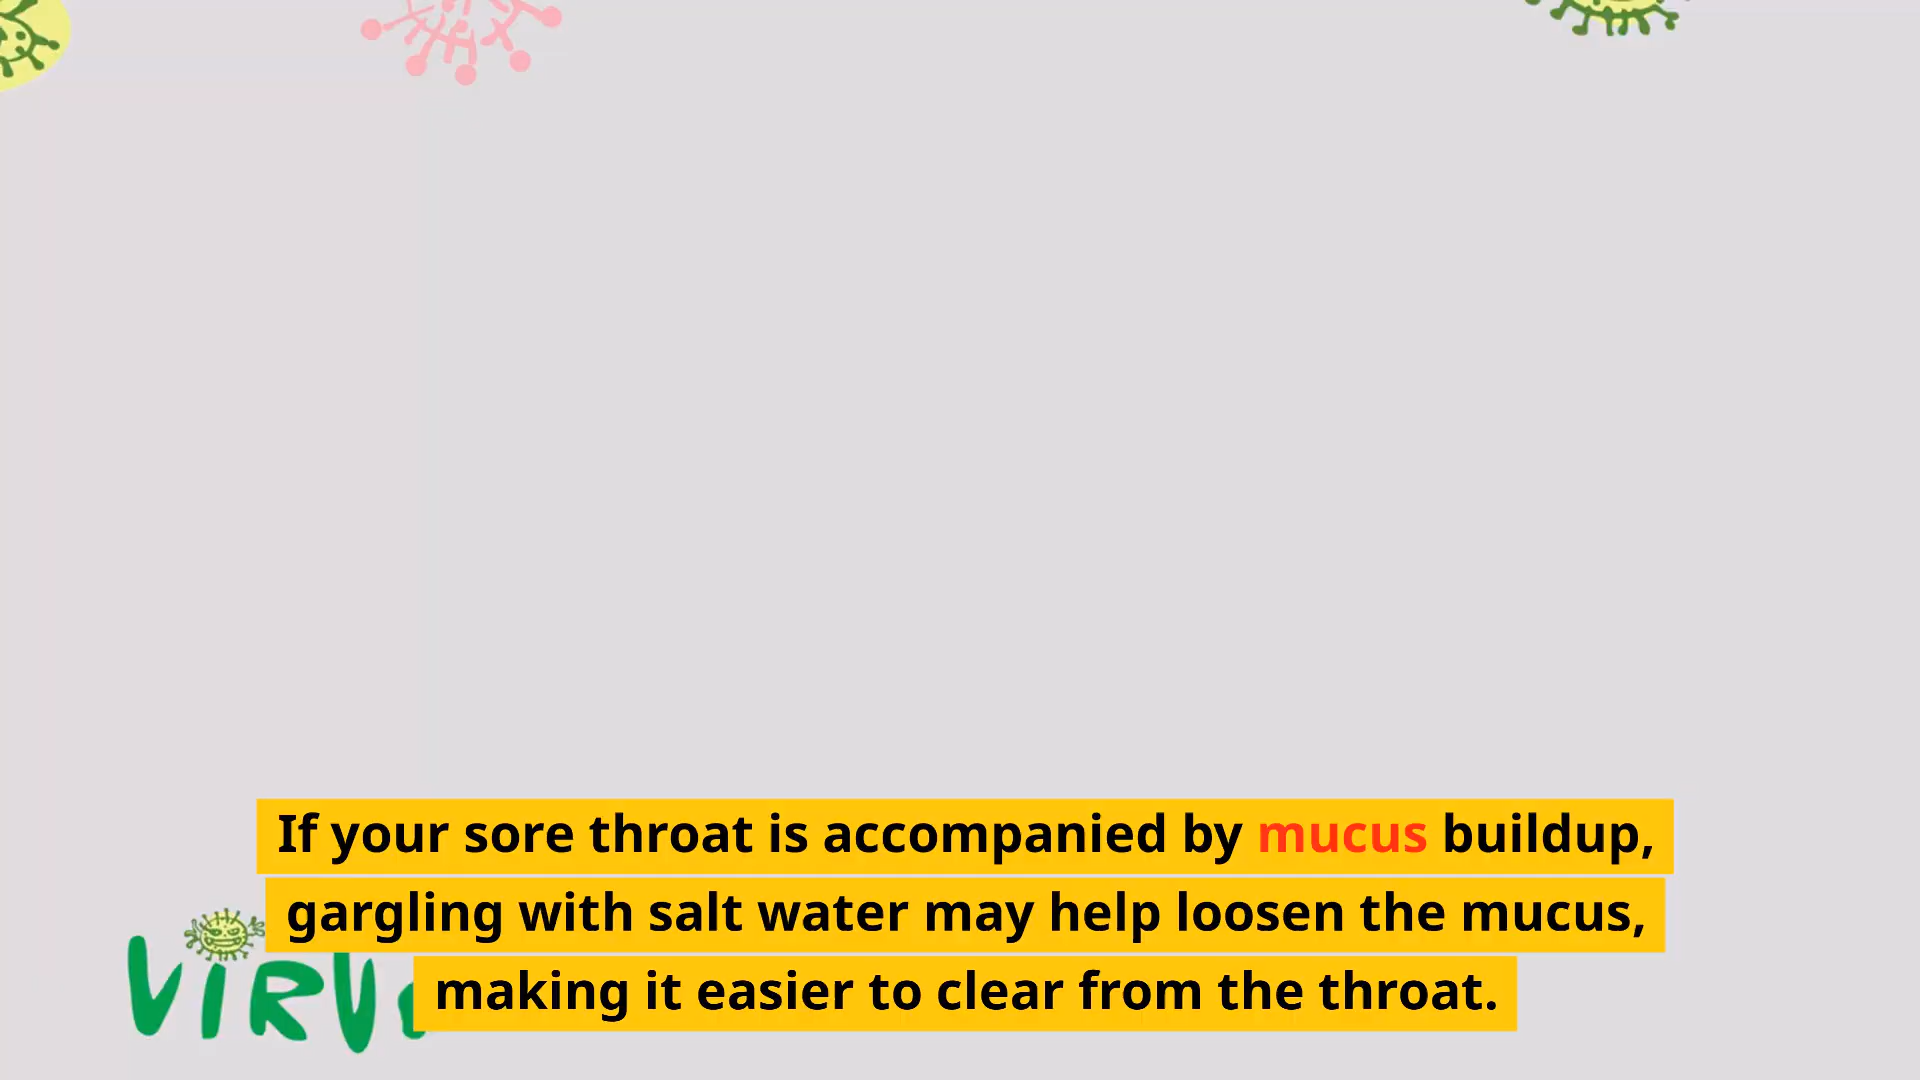 If your sore throat is accompanied by mucus buildup,
gargling with salt water may help loosen the mucus,
making it easier to clear from the throat.